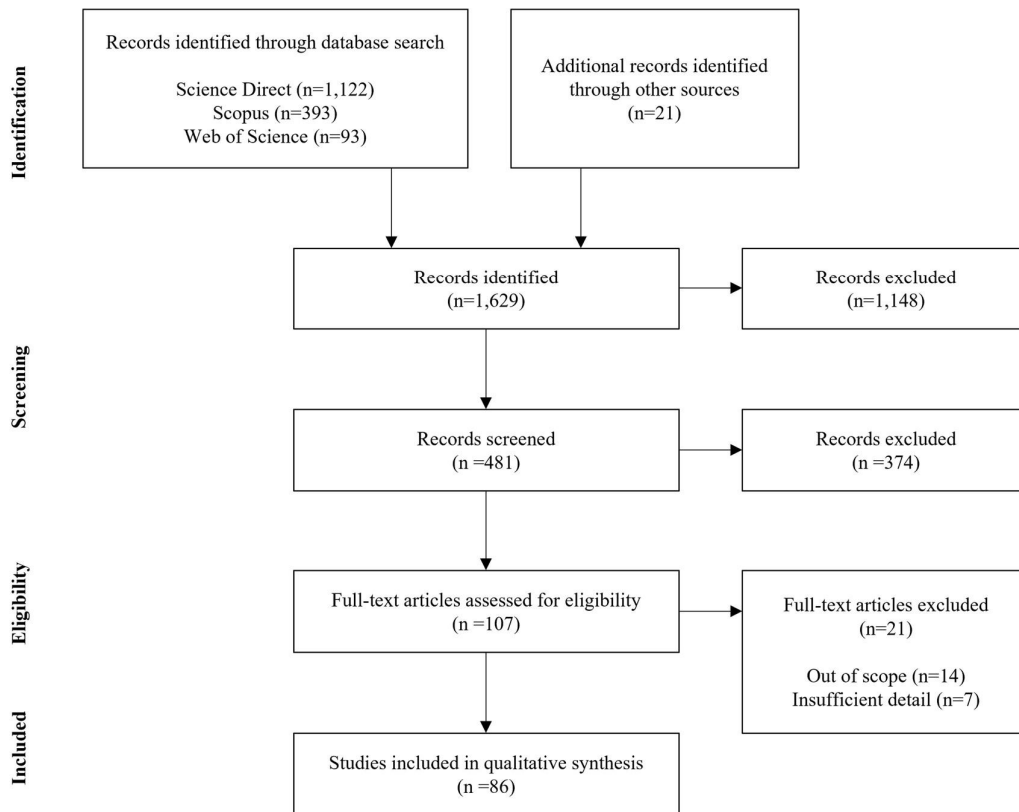 Identification
Records identified through database search
Science Direct (n=1,122)
Scopus (n=393)
Web of Science (n=93)
Additional records identified
through other sources
(n=21)
Records identified
(n=1,629)
Records excluded
(n=1,148)
Screening
Records screened
(n =481)
Records excluded
(n =374)
Eligibility
Full-text articles assessed for eligibility
(n =107)
Full-text articles excluded
(n=21)
Out of scope (n=14)
Insufficient detail (n=7)
Included
Studies included in qualitative synthesis
(n =86)